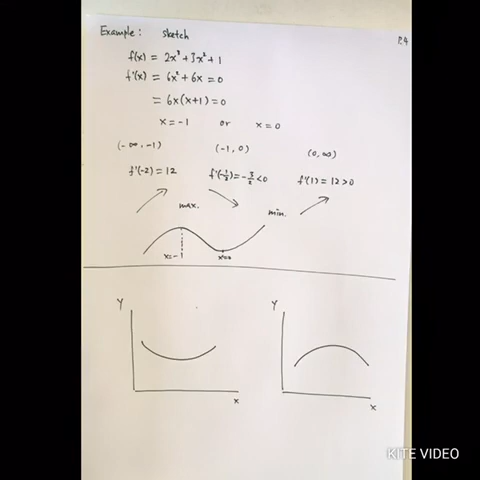 Example: sketch P.4
f(x) = 2x³+3x²+1
f'(x) = 6x²+6x = 0
= 6x(x+1) = 0
x = -1 or x = 0
(-∞, -1) (-1, 0) (0, ∞)
f'(-2) = 12 f'(-1/2) = -3/2 < 0 f'(1) = 12 > 0
max. min.
x=-1 x=0
Y Y
x x
KITE VIDEO